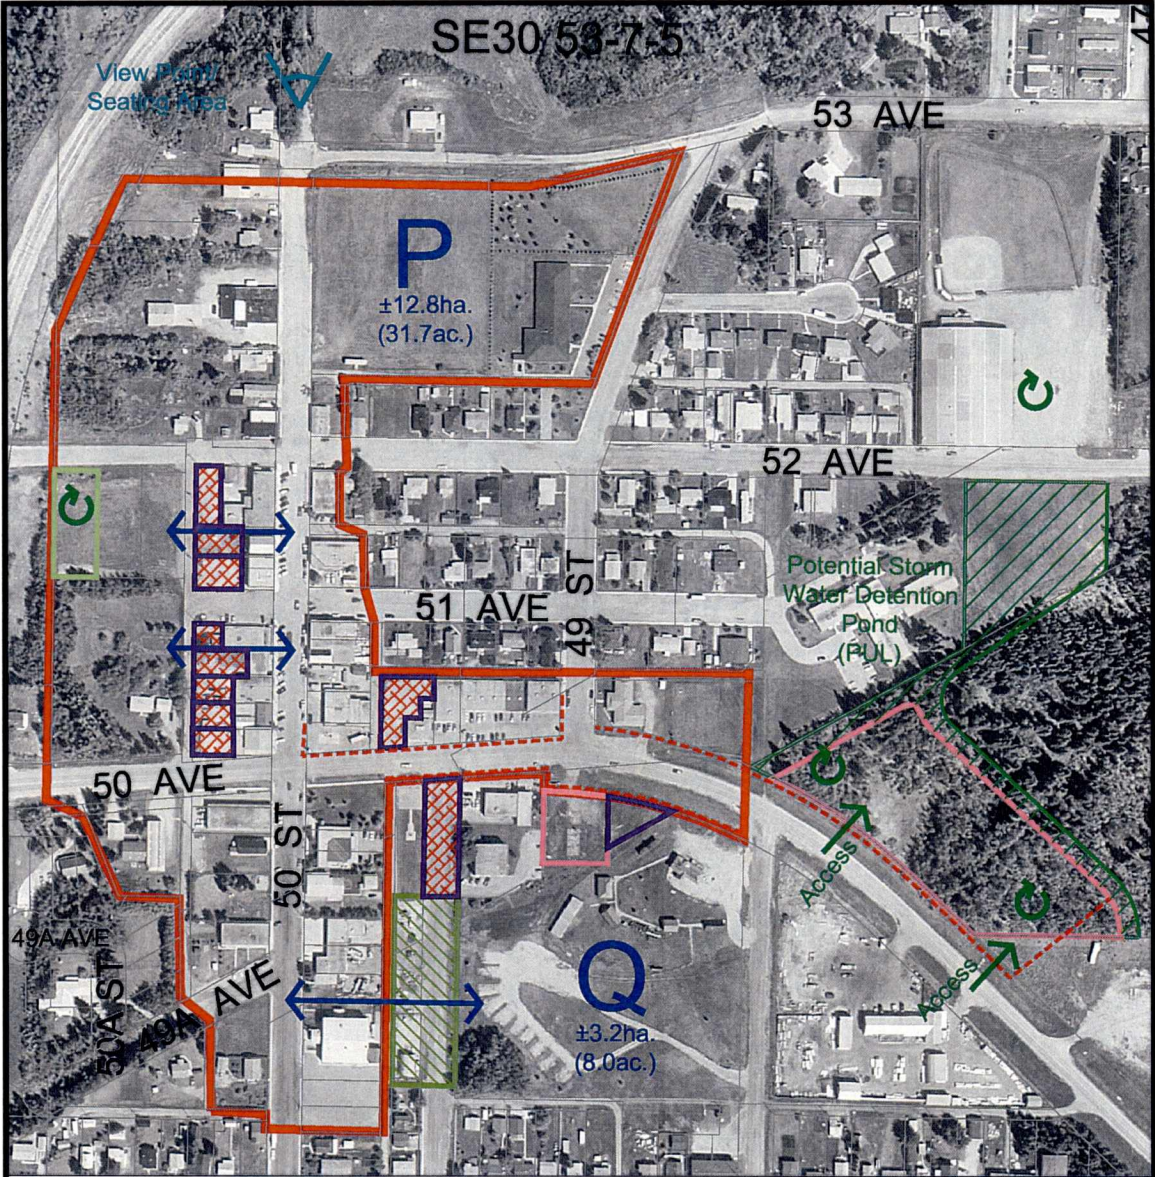 SE30 53-7-5
47
View Point/
Seating Area
53 AVE
P
±12.8ha.
(31.7ac.)
52 AVE
Potential Storm
Water Detention
Pond
(PUL)
51 AVE
49 ST
50 AVE
50 ST
Access
49A AVE
50A ST
49A AVE
Q
±3.2ha.
(8.0ac.)
Access